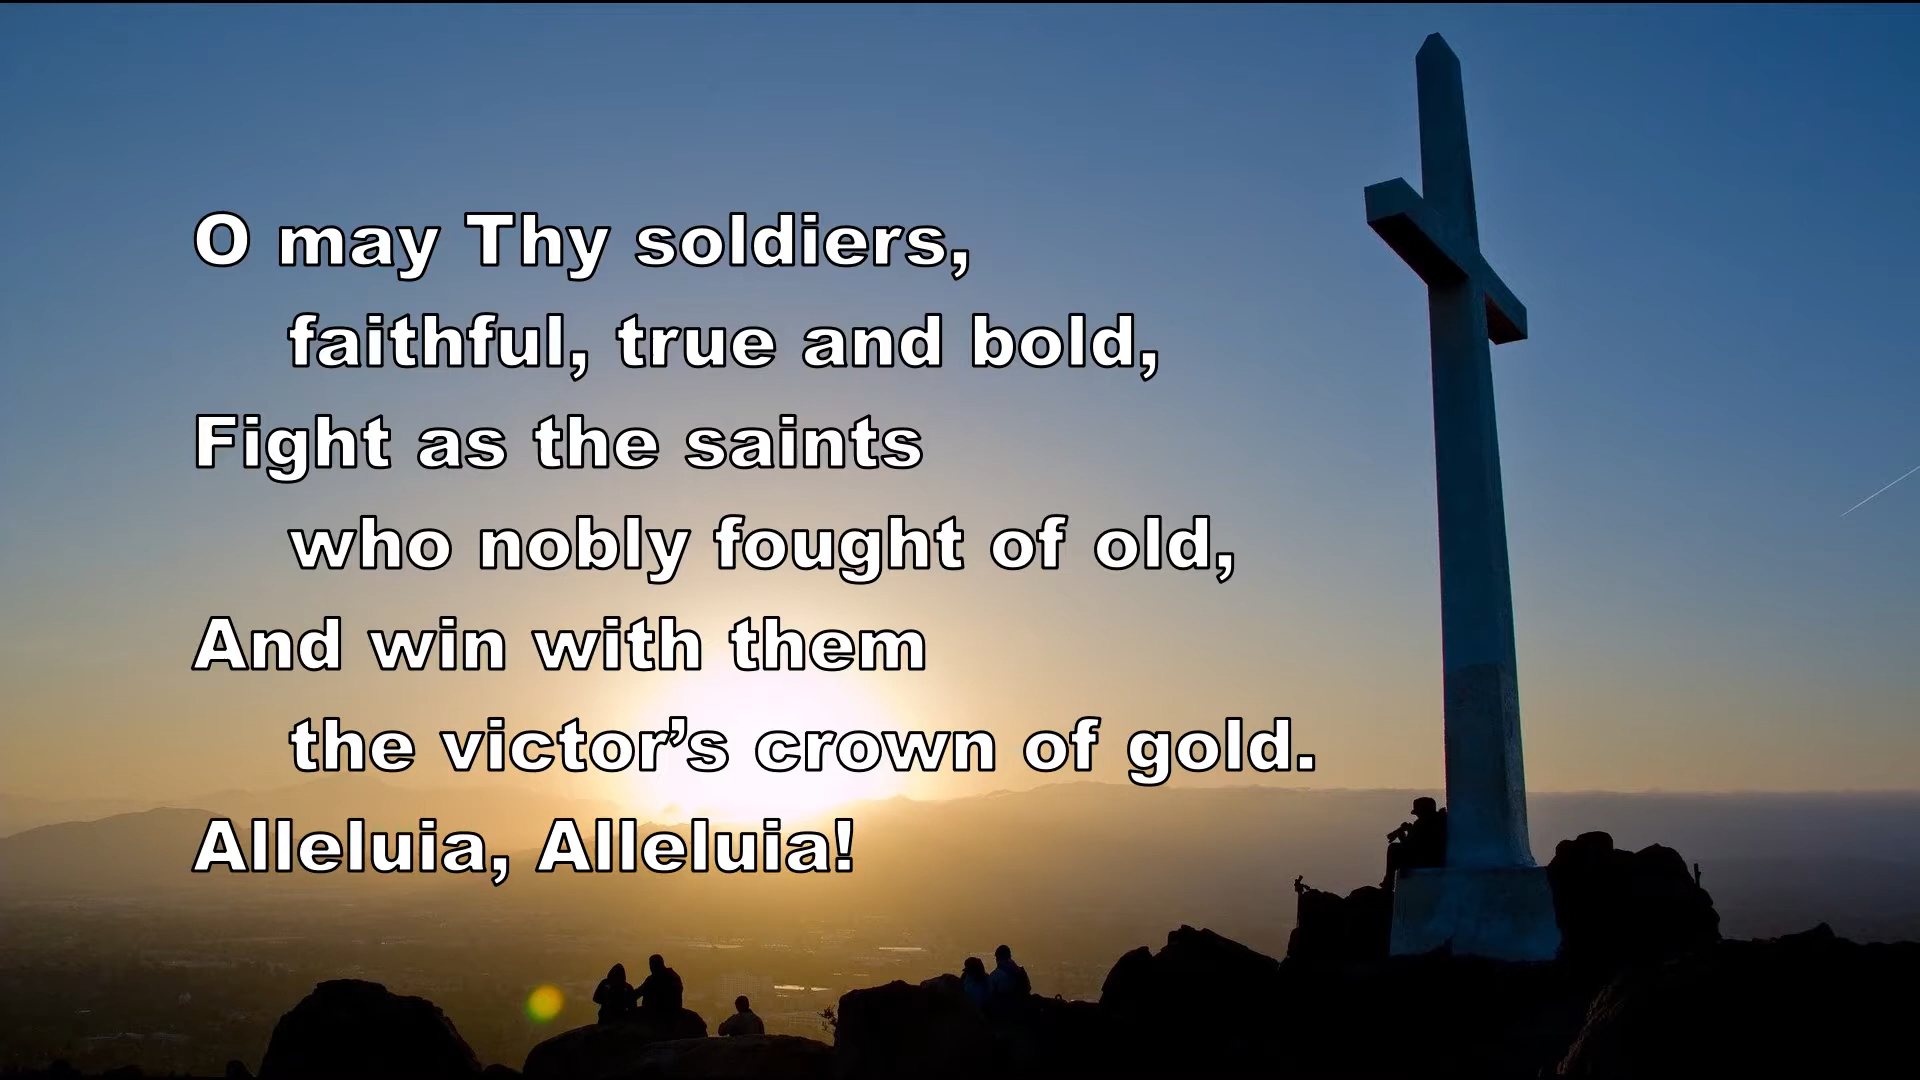 O may Thy soldiers,
faithful, true and bold,
Fight as the saints
who nobly fought of old,
And win with them
the victor’s crown of gold.
Alleluia, Alleluia!